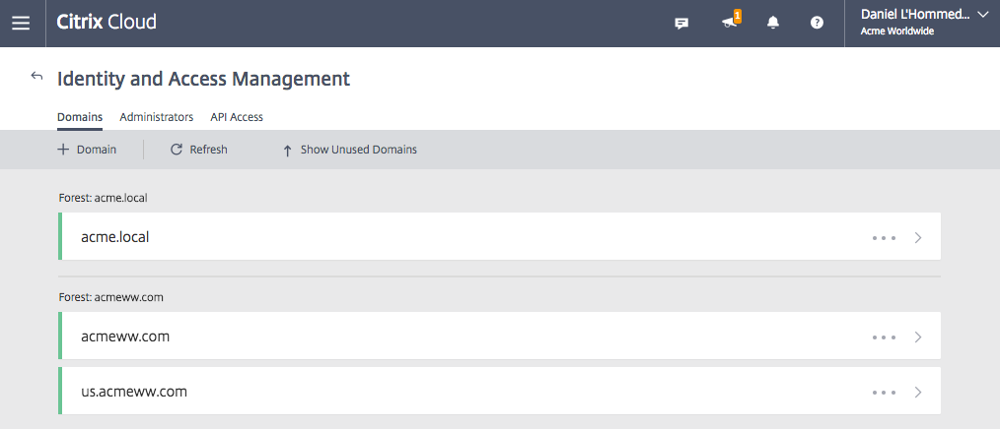 Citrix Cloud
1
Daniel L'Hommed...
Acme Worldwide
Identity and Access Management
Domains Administrators API Access
+ Domain Refresh Show Unused Domains
Forest: acme.local
acme.local
Forest: acmeww.com
acmeww.com
us.acmeww.com